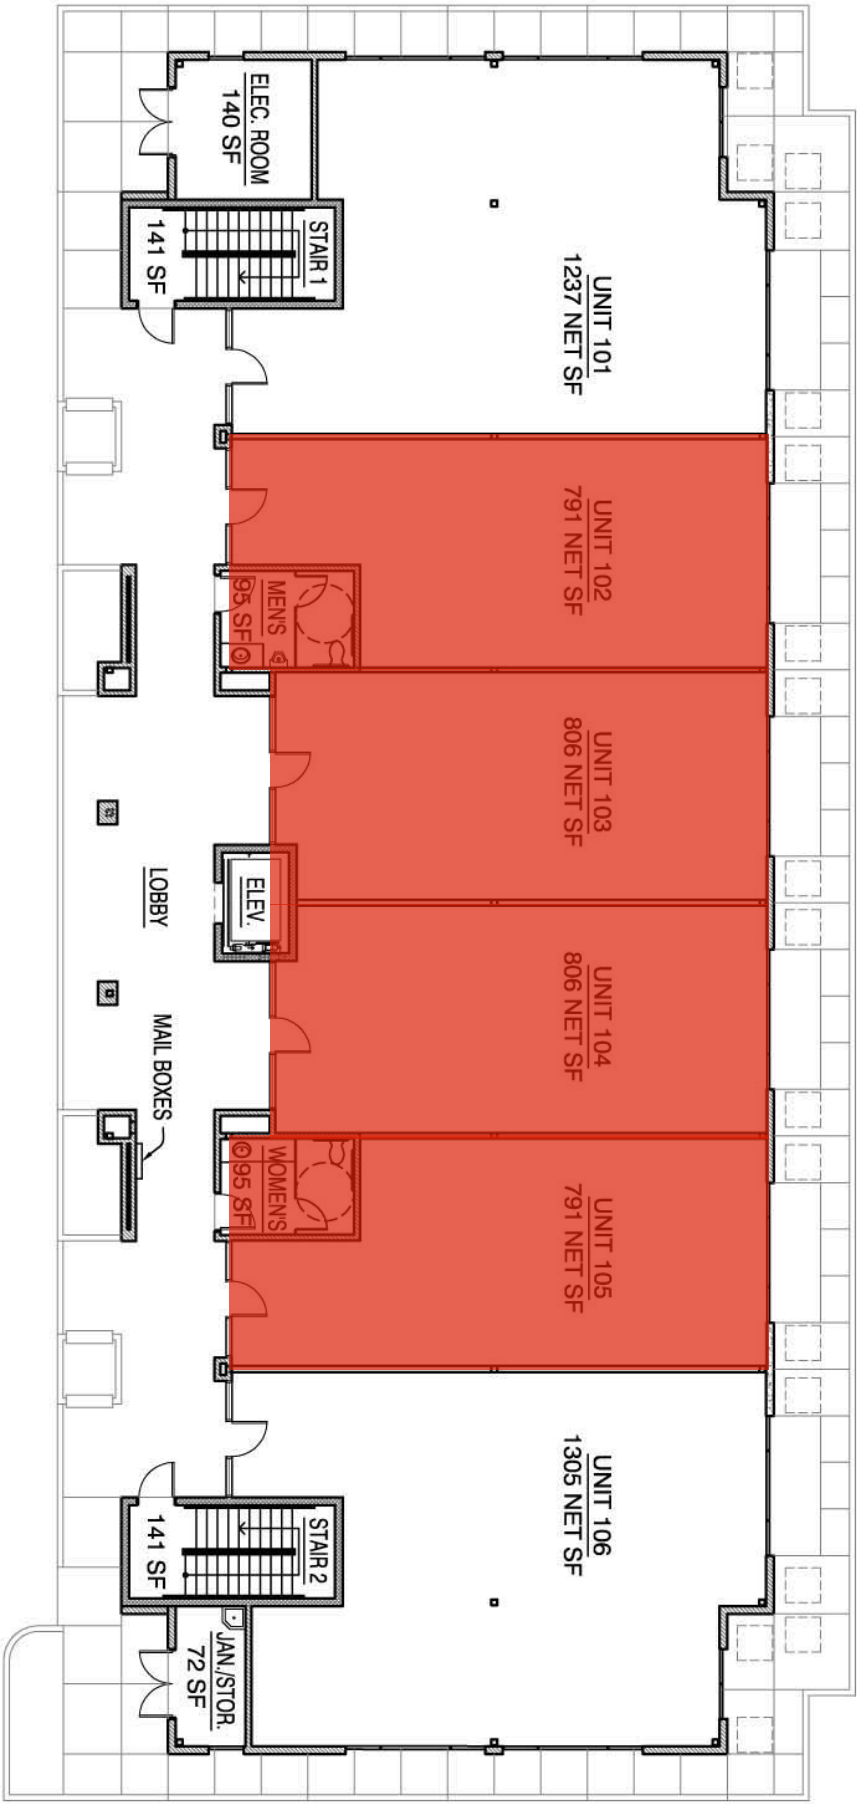 ELEC. ROOM
140 SF
STAIR 1
141 SF
UNIT 101
1237 NET SF
UNIT 102
791 NET SF
MEN'S
95 SF
UNIT 103
806 NET SF
ELEV.
LOBBY
UNIT 104
806 NET SF
MAIL BOXES
WOMEN'S
95 SF
UNIT 105
791 NET SF
UNIT 106
1305 NET SF
STAIR 2
141 SF
JAN./STOR.
72 SF